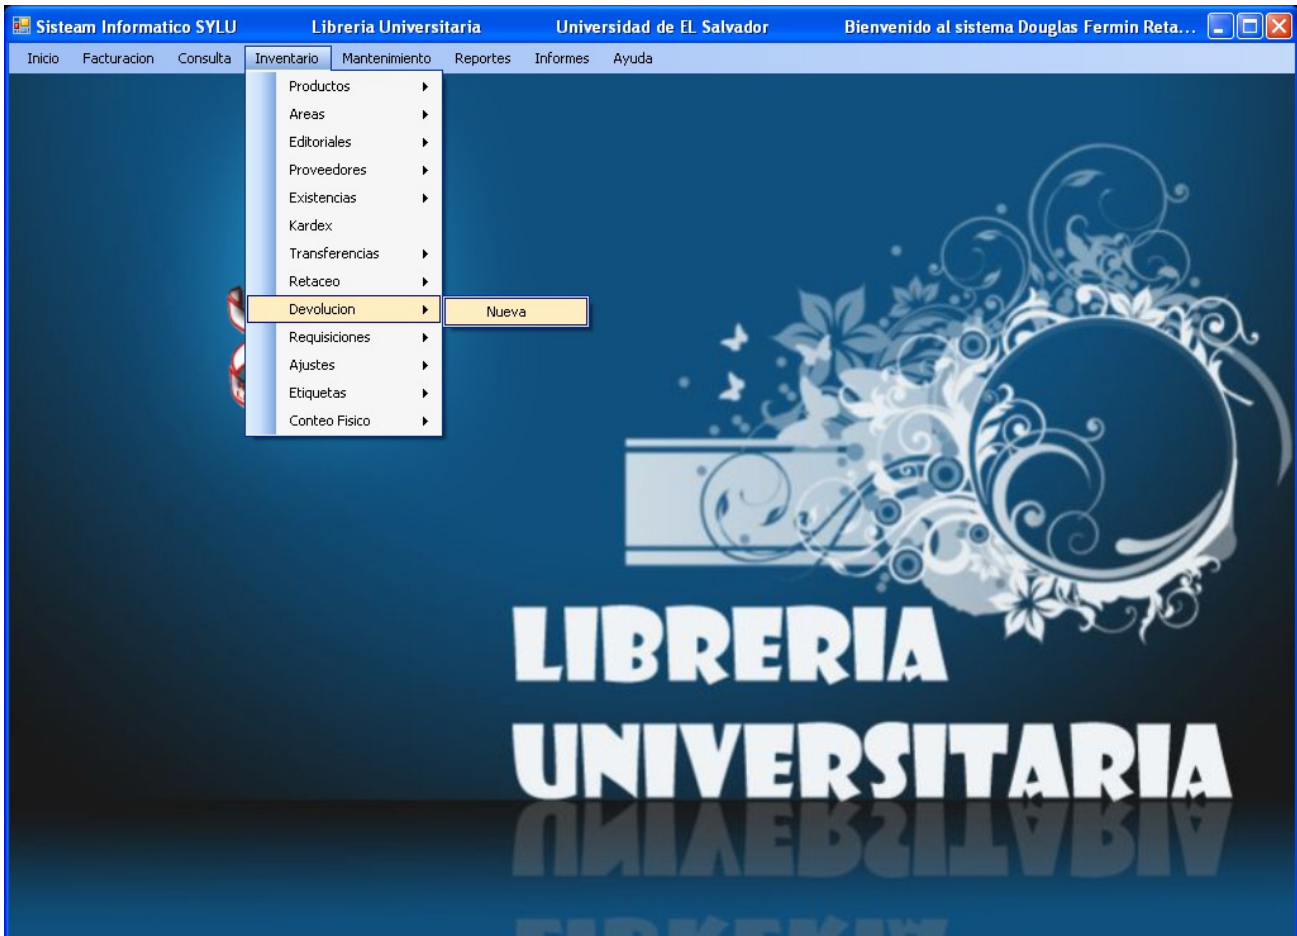 Sisteam Informatico SYLU Libreria Universitaria Universidad de EL Salvador Bienvenido al sistema Douglas Fermin Reta...
Inicio Facturacion Consulta Inventario Mantenimiento Reportes Informes Ayuda
Productos
Areas
Editoriales
Proveedores
Existencias
Kardex
Transferencias
Retaceo
Devolucion Nueva
Requisiciones
Ajustes
Etiquetas
Conteo Fisico
LIBRERIA
UNIVERSITARIA